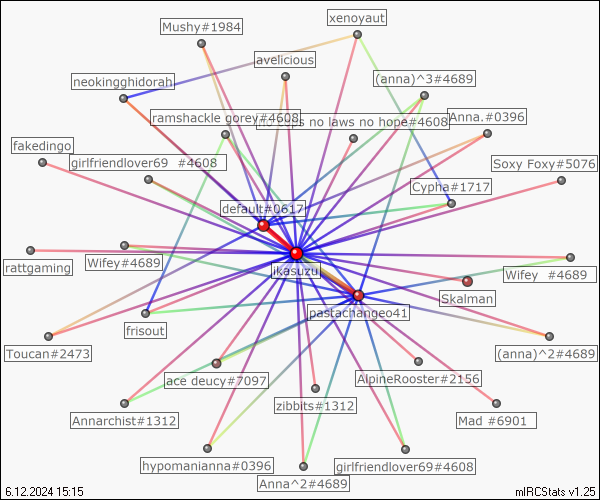 xenoyaut
Mushy#1984
avelicious
neokingghidorah
(anna)^3#4689
ramshackle gorey#4608
no laws no hope#4608
Anna.#0396
fakedingo
girlfriendlover69 #4608
Soxy Foxy#5076
Cypha#1717
default#0617
Wifey#4689
ikasuzu
rattgaming
Wifey #4689
Skalman
pastachangeo41
frisout
Toucan#2473
(anna)^2#4689
ace deucy#7097
AlpineRooster#2156
zibbits#1312
Annarchist#1312
Mad #6901
hypomanianna#0396
girlfriendlover69#4608
Anna^2#4689
6.12.2024 15:15
mIRCStats v1.25